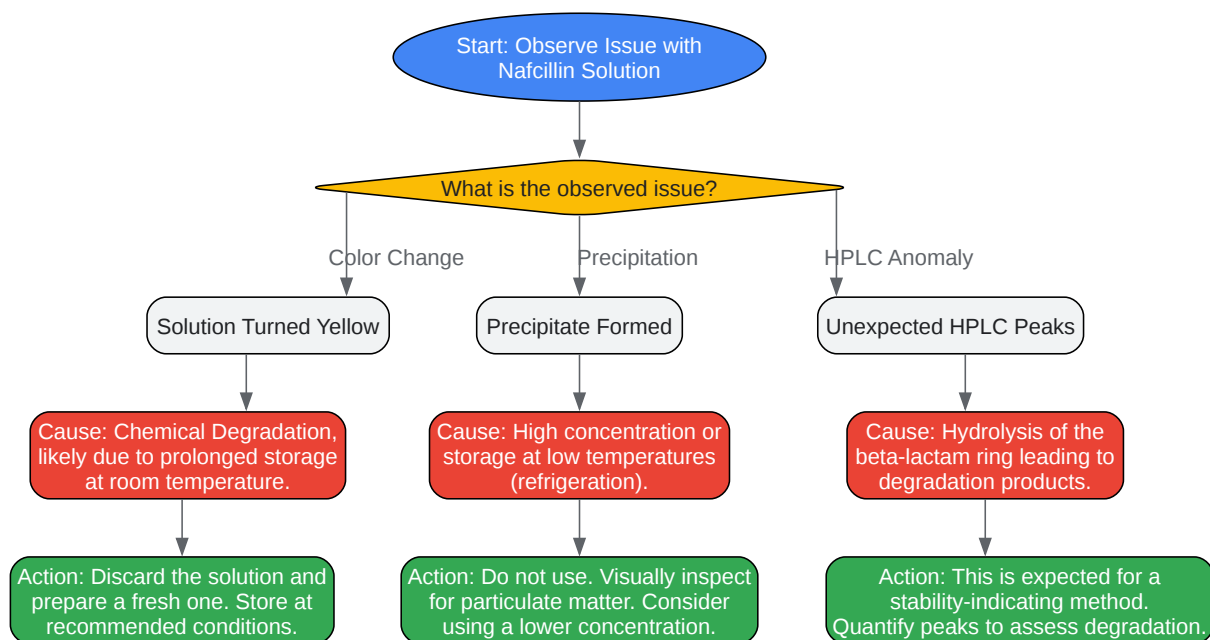 Start: Observe Issue with
Nafcillin Solution
What is the observed issue?
Color Change
Precipitation
HPLC Anomaly
Solution Turned Yellow
Precipitate Formed
Unexpected HPLC Peaks
Cause: Chemical Degradation,
likely due to prolonged storage
at room temperature.
Cause: High concentration or
storage at low temperatures
(refrigeration).
Cause: Hydrolysis of the
beta-lactam ring leading to
degradation products.
Action: Discard the solution and
prepare a fresh one. Store at
recommended conditions.
Action: Do not use. Visually inspect
for particulate matter. Consider
using a lower concentration.
Action: This is expected for a
stability-indicating method.
Quantify peaks to assess degradation.